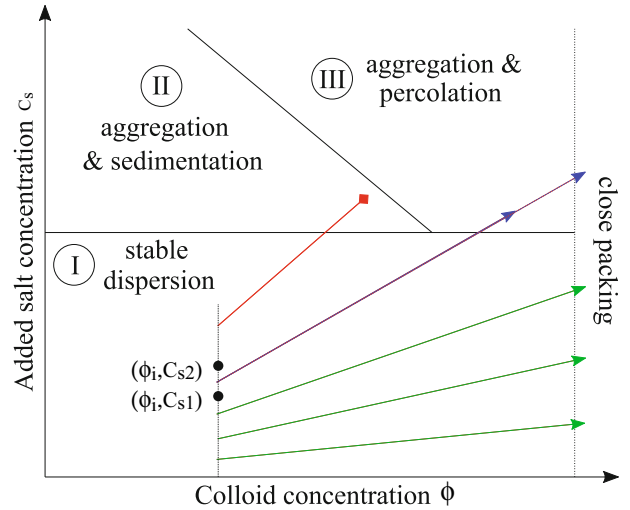 III
aggregation &
percolation
II
aggregation
& sedimentation
Added salt concentration cs
I
stable
dispersion
close packing
(ϕi,Cs2)
(ϕi,Cs1)
Colloid concentration ϕ